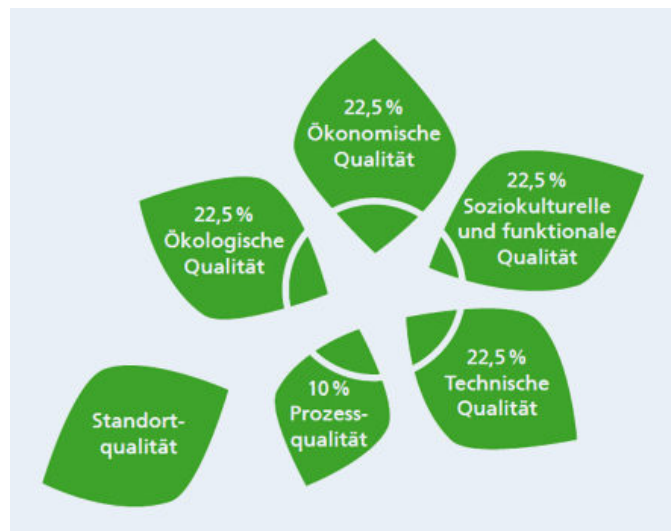 22,5 %
Ökonomische
Qualität
22,5 %
Ökologische
Qualität
22,5 %
Soziokulturelle
und funktionale
Qualität
22,5 %
Technische
Qualität
10 %
Prozess-
qualität
Standort-
qualität